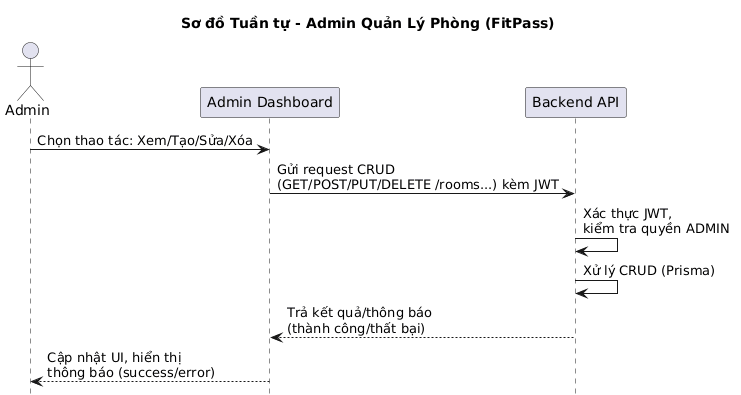 Sơ đồ Tuần tự - Admin Quản Lý Phòng (FitPass)
Admin
Admin Dashboard
Backend API
Chọn thao tác: Xem/Tạo/Sửa/Xóa
Gửi request CRUD
(GET/POST/PUT/DELETE /rooms...) kèm JWT
Xác thực JWT,
kiểm tra quyền ADMIN
Xử lý CRUD (Prisma)
Trả kết quả/thông báo
(thành công/thất bại)
Cập nhật UI, hiển thị
thông báo (success/error)